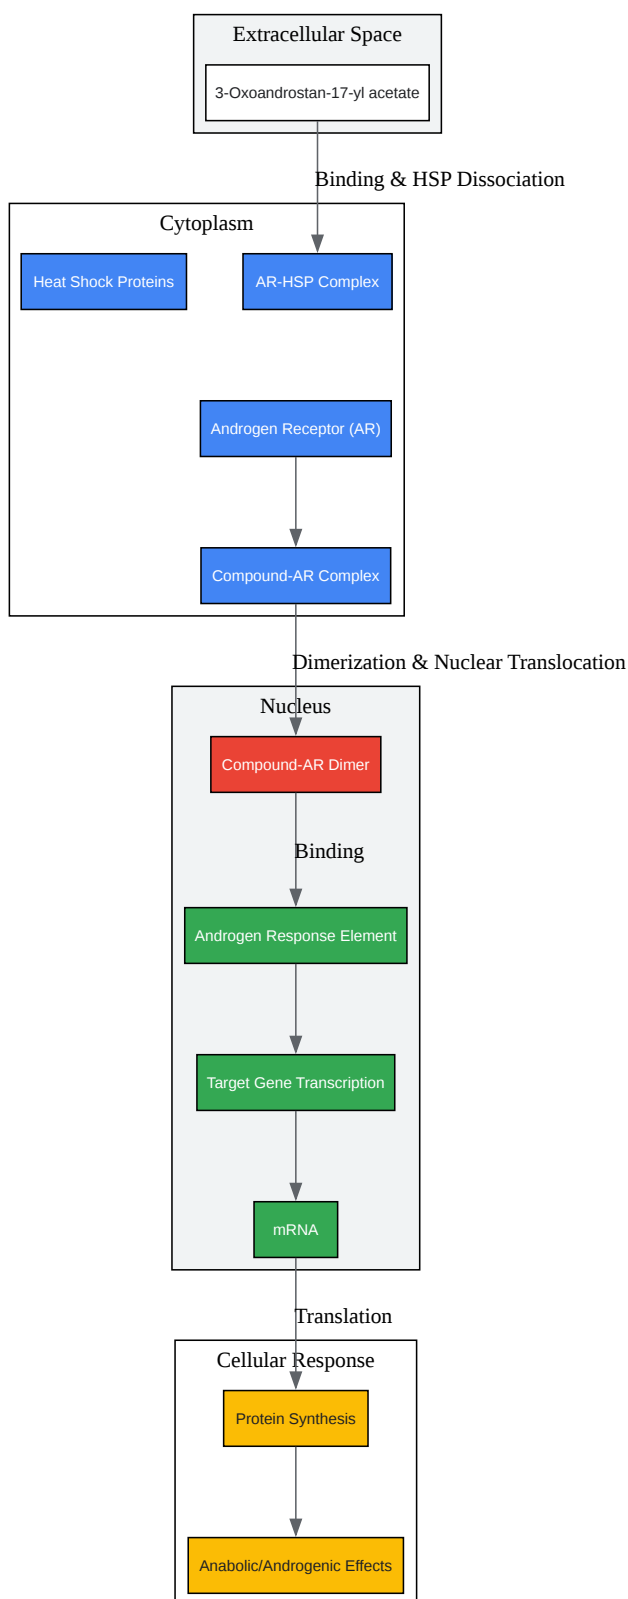 Extracellular Space
3-Oxoandrostan-17-yl acetate
Binding & HSP Dissociation
Cytoplasm
Heat Shock Proteins
AR-HSP Complex
Androgen Receptor (AR)
Compound-AR Complex
Dimerization & Nuclear Translocation
Nucleus
Compound-AR Dimer
Binding
Androgen Response Element
Target Gene Transcription
mRNA
Translation
Cellular Response
Protein Synthesis
Anabolic/Androgenic Effects